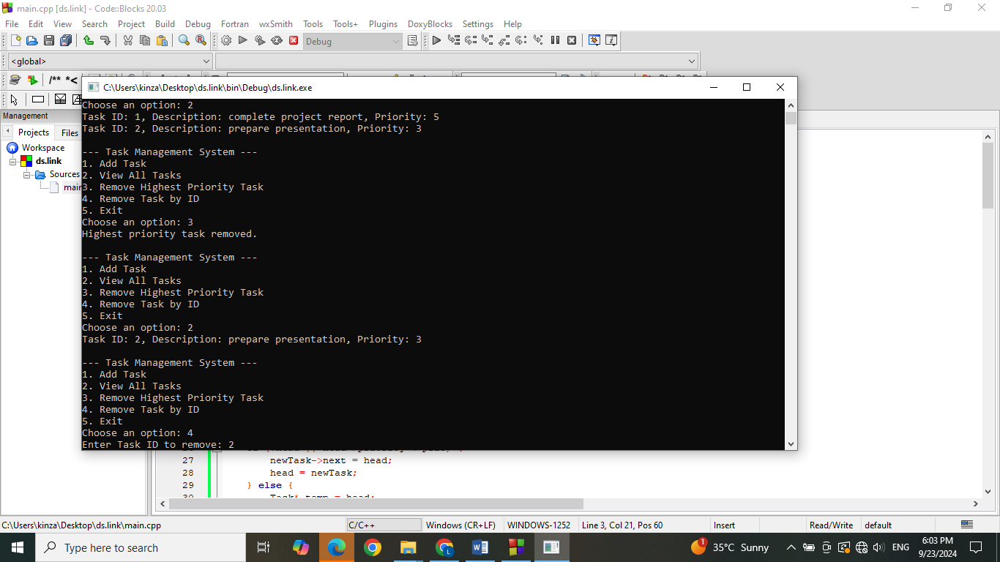 main.cpp [ds.link] - Code::Blocks 20.03
File Edit View Search Project Build Debug Fortran wxSmith Tools Tools+ Plugins DoxyBlocks Settings Help
Debug
<global>
/** *<
C:\Users\kinza\Desktop\ds.link\bin\Debug\ds.link.exe
Management
Projects Files
Workspace
ds.link
Sources
main
Choose an option: 2
Task ID: 1, Description: complete project report, Priority: 5
Task ID: 2, Description: prepare presentation, Priority: 3
--- Task Management System ---
1. Add Task
2. View All Tasks
3. Remove Highest Priority Task
4. Remove Task by ID
5. Exit
Choose an option: 3
Highest priority task removed.
--- Task Management System ---
1. Add Task
2. View All Tasks
3. Remove Highest Priority Task
4. Remove Task by ID
5. Exit
Choose an option: 2
Task ID: 2, Description: prepare presentation, Priority: 3
--- Task Management System ---
1. Add Task
2. View All Tasks
3. Remove Highest Priority Task
4. Remove Task by ID
5. Exit
Choose an option: 4
Enter Task ID to remove: 2
27 newTask->next = head;
28 head = newTask;
29 } else {
30 Task* temp = head;
C:\Users\kinza\Desktop\ds.link\main.cpp C/C++ Windows (CR+LF) WINDOWS-1252 Line 3, Col 21, Pos 60 Insert Read/Write default
Type here to search
1 35°C Sunny ENG 6:03 PM
9/23/2024